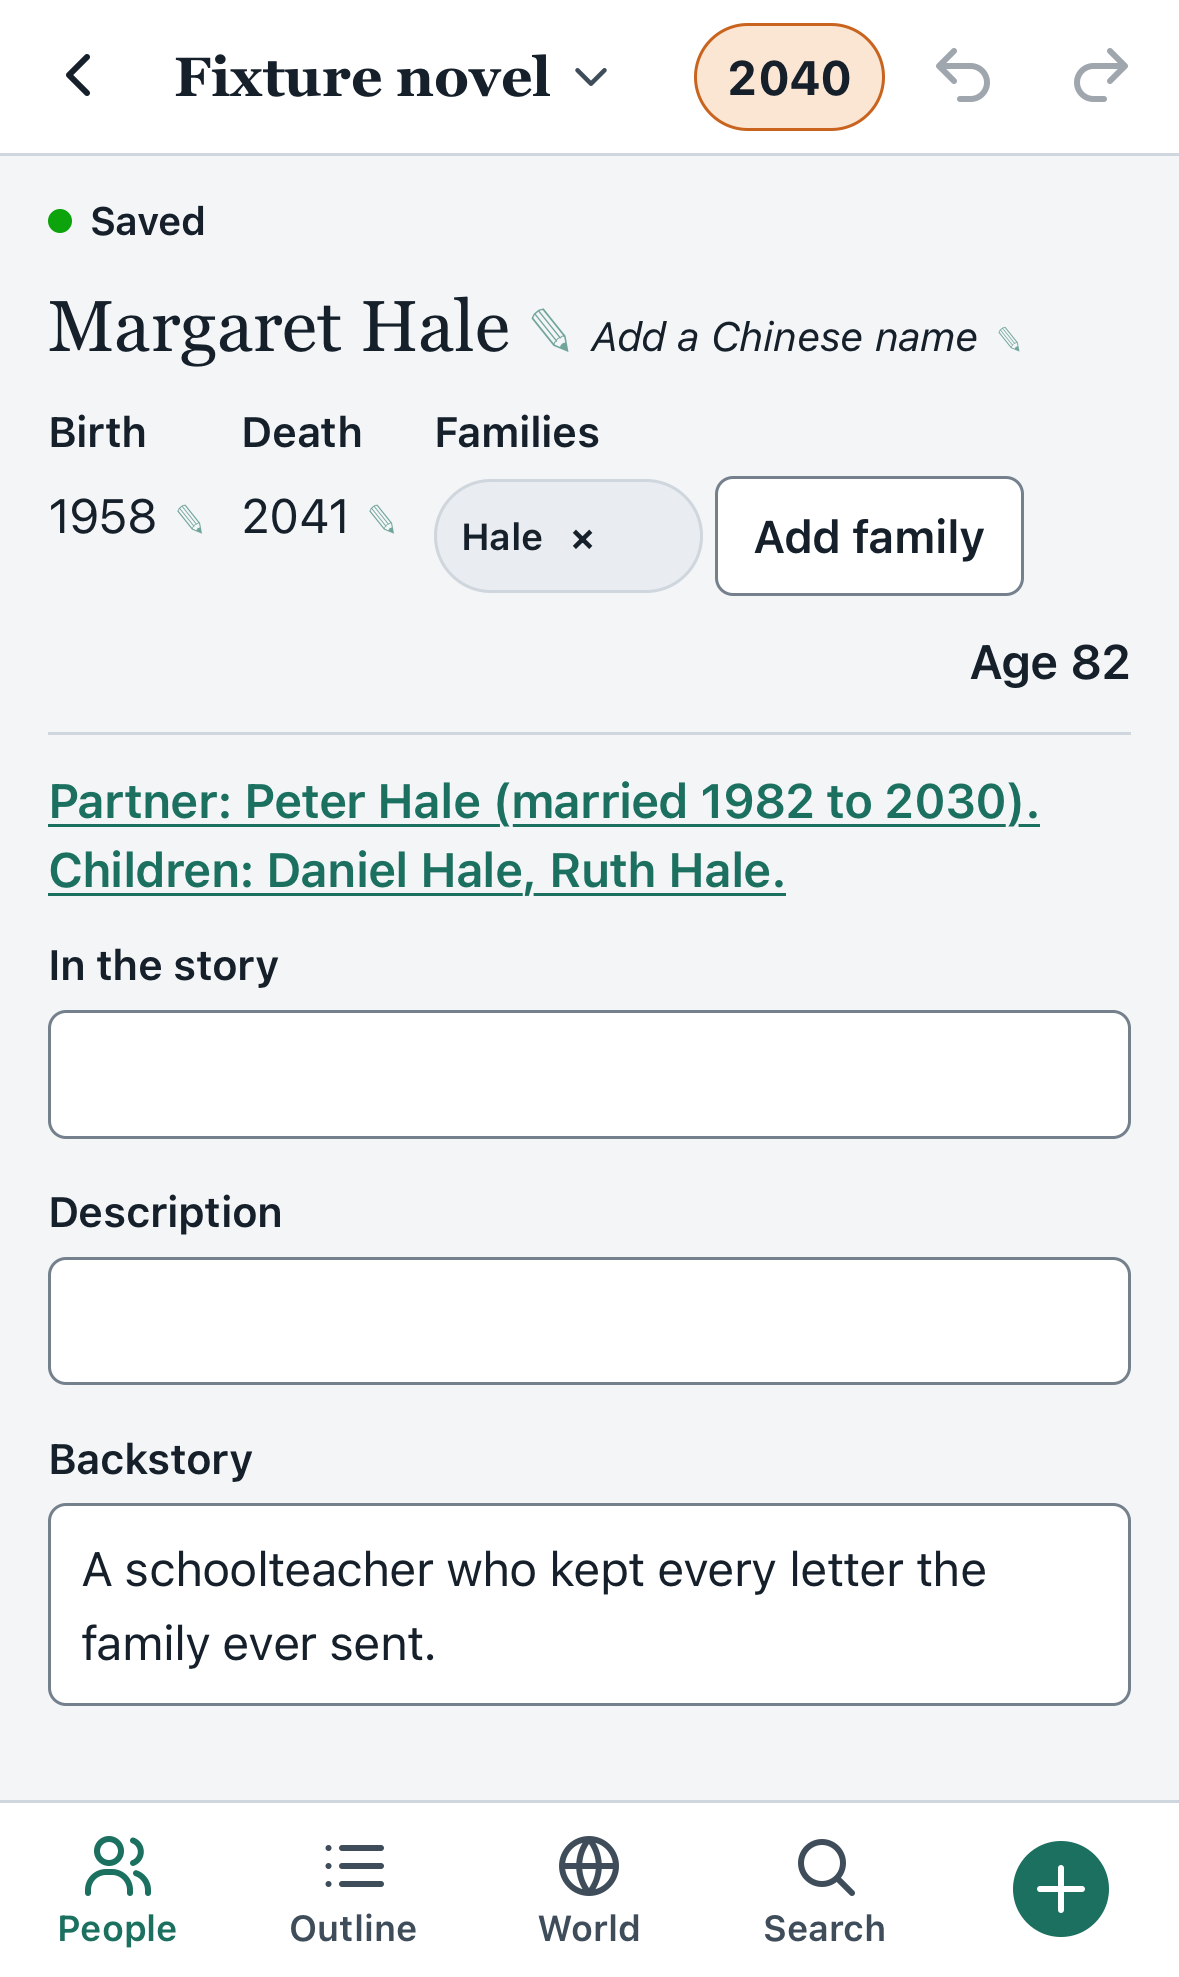 Fixture novel
2040
Saved
Margaret Hale Add a Chinese name
Birth Death Families
1958 2041 Hale × Add family
Age 82
Partner: Peter Hale (married 1982 to 2030).
Children: Daniel Hale, Ruth Hale.
In the story
Description
Backstory
A schoolteacher who kept every letter the
family ever sent.
People Outline World Search